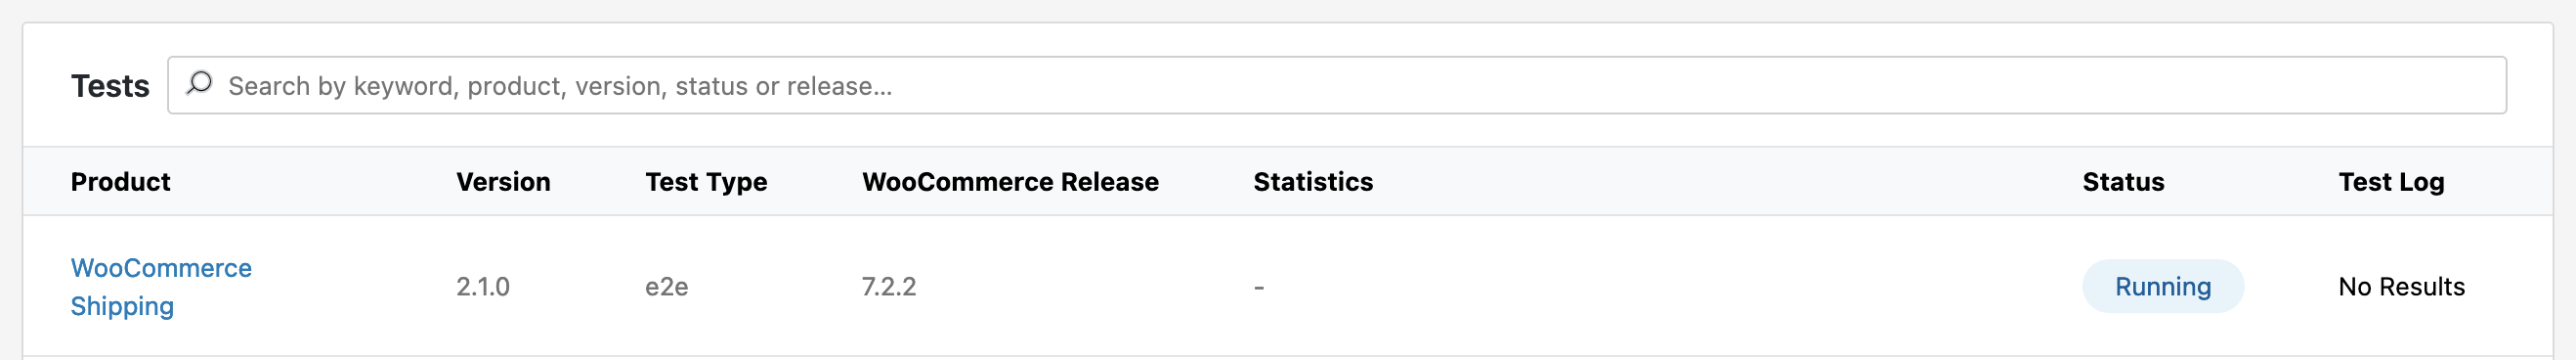 Tests
Search by keyword, product, version, status or release...
Product Version Test Type WooCommerce Release Statistics Status Test Log
WooCommerce
Shipping
2.1.0 e2e 7.2.2 - Running No Results